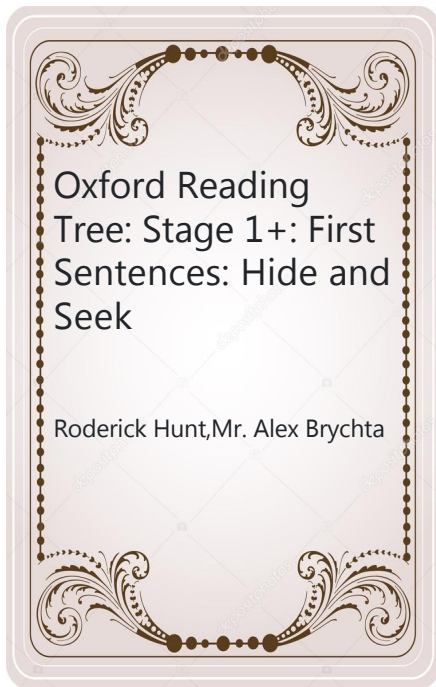 Oxford Reading
Tree: Stage 1+: First
Sentences: Hide and
Seek
Roderick Hunt,Mr. Alex Brychta